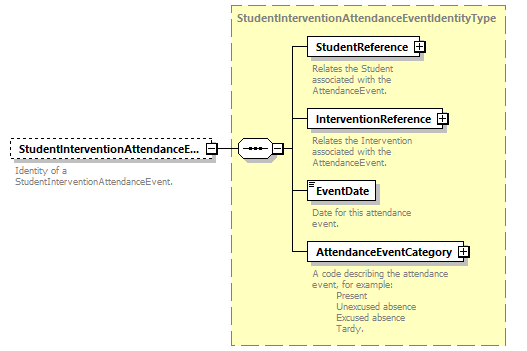 StudentInterventionAttendanceEventIdentityType
StudentReference
Relates the Student
associated with the
AttendanceEvent.
InterventionReference
Relates the Intervention
associated with the
AttendanceEvent.
StudentInterventionAttendanceE...
Identity of a
StudentInterventionAttendanceEvent.
EventDate
Date for this attendance
event.
AttendanceEventCategory
A code describing the attendance
event, for example:
Present
Unexcused absence
Excused absence
Tardy.